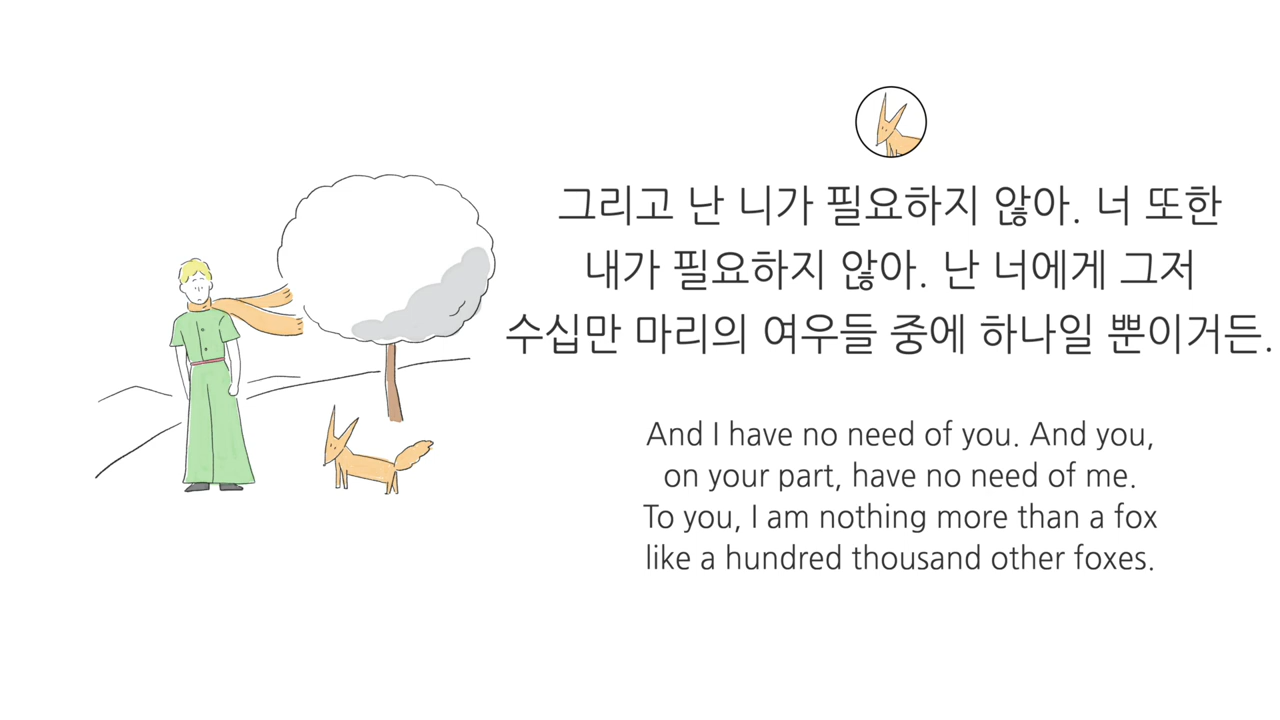 그리고 난 니가 필요하지 않아. 너 또한
내가 필요하지 않아. 난 너에게 그저
수십만 마리의 여우들 중에 하나일 뿐이거든.
And I have no need of you. And you,
on your part, have no need of me.
To you, I am nothing more than a fox
like a hundred thousand other foxes.